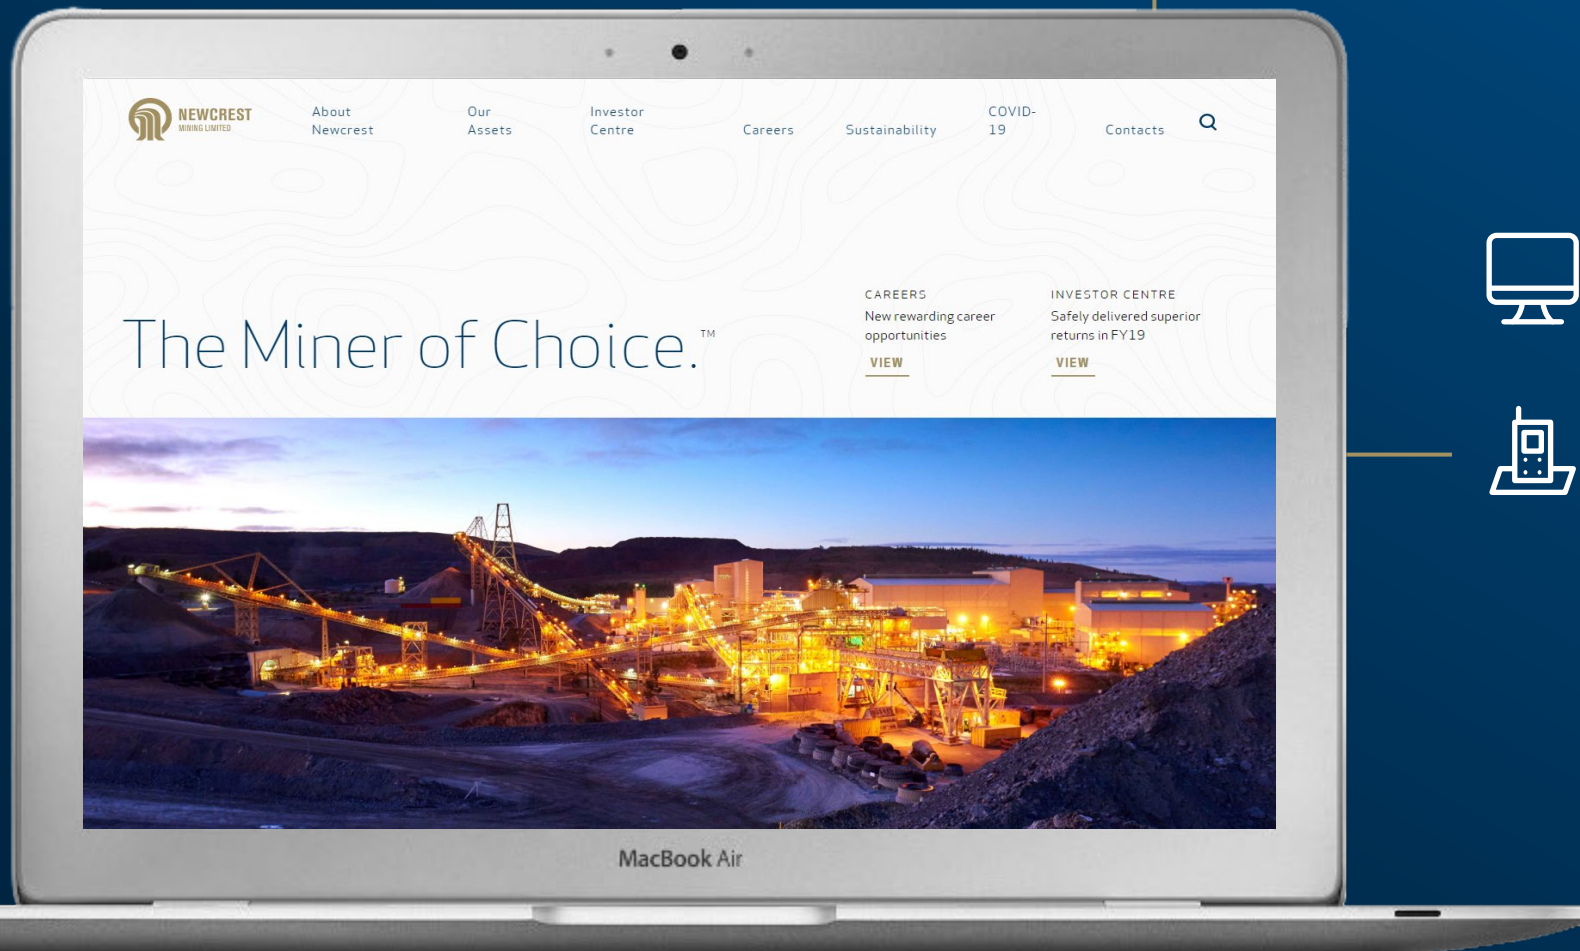 NEWCREST
MINING LIMITED
About
Newcrest
Our
Assets
Investor
Centre
Careers
Sustainability
COVID-
19
Contacts
The Miner of Choice.™
CAREERS
New rewarding career
opportunities
VIEW
INVESTOR CENTRE
Safely delivered superior
returns in FY19
VIEW
MacBook Air